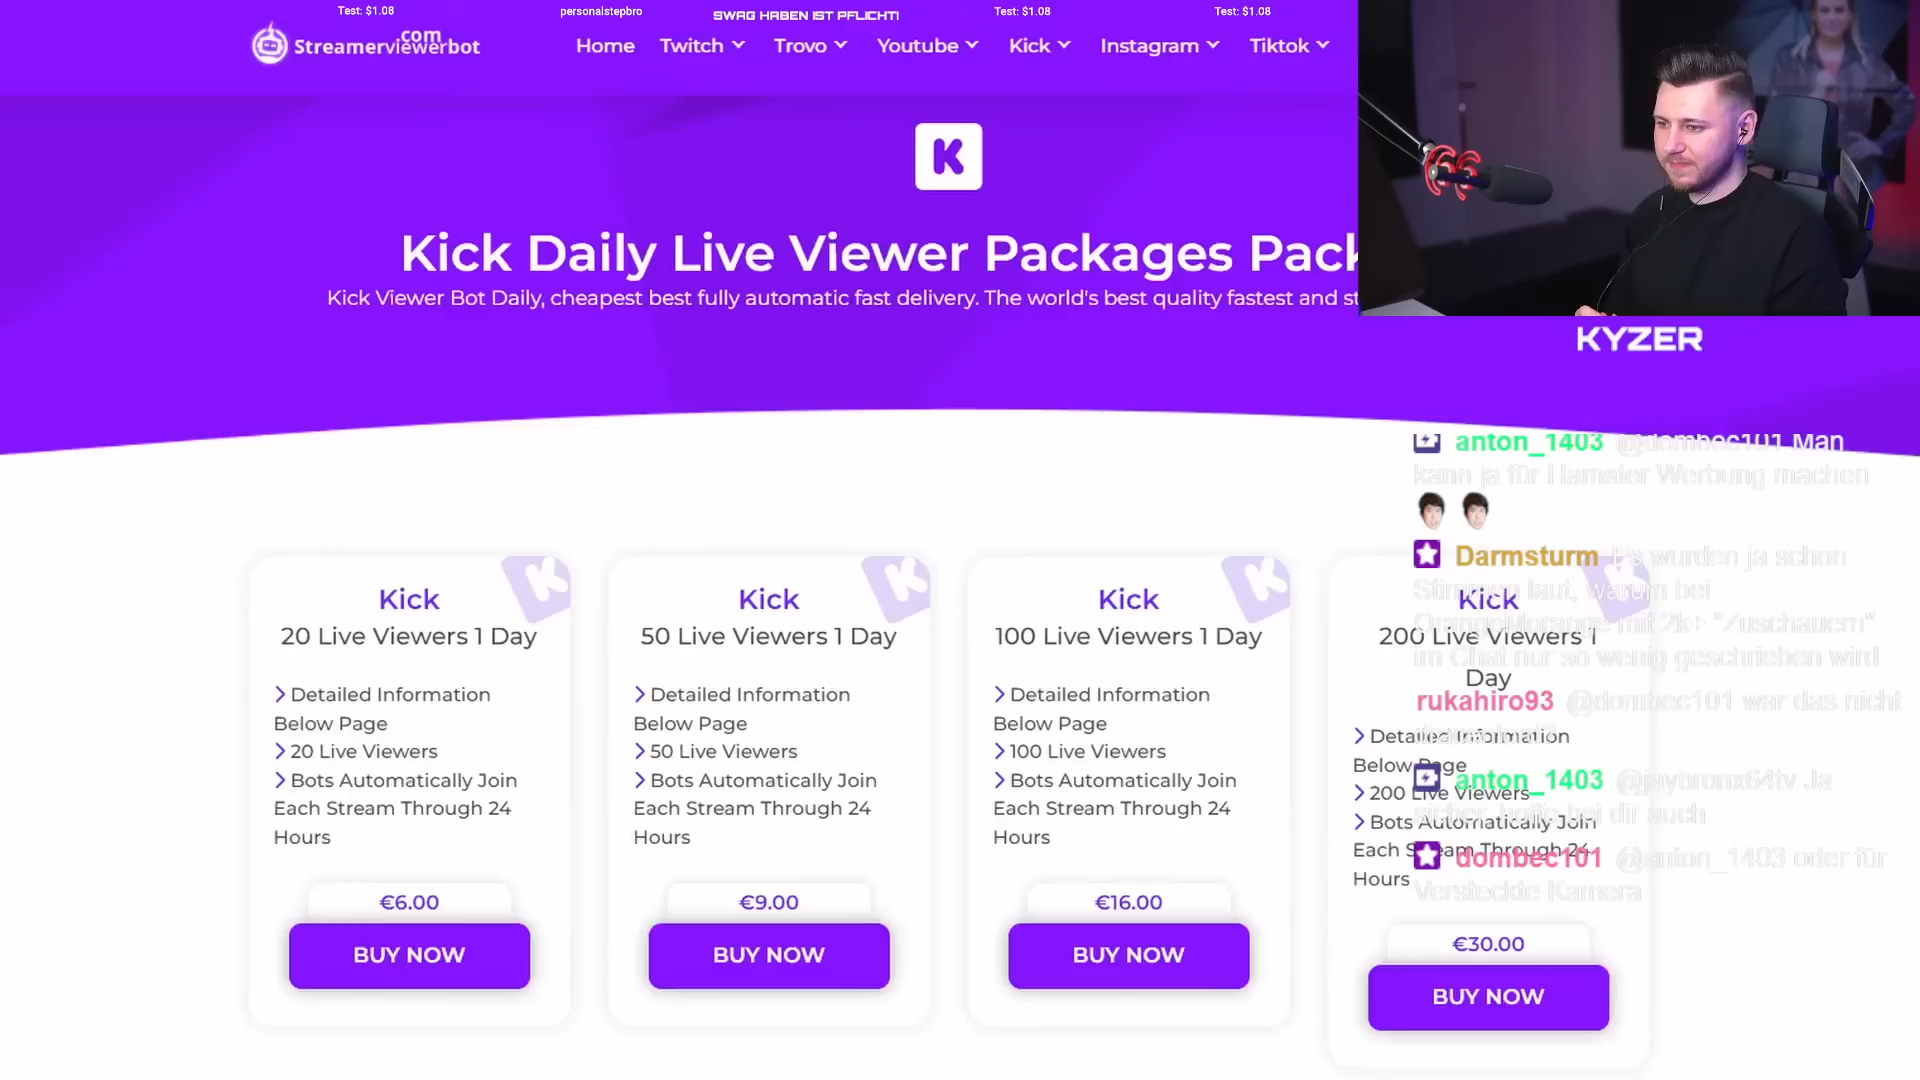 Test: $1.08
personalstepbro
SWAG HABEN IST PFLICHT!
Test: $1.08
Test: $1.08
Streamerviewerbot
.com
Home
Twitch
Trovo
Youtube
Kick
Instagram
Tiktok
K
Kick Daily Live Viewer Packages Pack
Kick Viewer Bot Daily, cheapest best fully automatic fast delivery. The world's best quality fastest and st
KYZER
Kick
20 Live Viewers 1 Day
Detailed Information
Below Page
20 Live Viewers
Bots Automatically Join
Each Stream Through 24
Hours
€6.00
BUY NOW
Kick
50 Live Viewers 1 Day
Detailed Information
Below Page
50 Live Viewers
Bots Automatically Join
Each Stream Through 24
Hours
€9.00
BUY NOW
Kick
100 Live Viewers 1 Day
Detailed Information
Below Page
100 Live Viewers
Bots Automatically Join
Each Stream Through 24
Hours
€16.00
BUY NOW
Kick
200 Live Viewers 1
Day
Detailed Information
Below Page
200 Live Viewers
Bots Automatically Join
Each Stream Through 24
Hours
€30.00
BUY NOW
anton_1403 @dombec101 Man
kann ja für Hamster Werbung machen
Darmsturm Es wurden ja schon
Stimmen laut, warum bei
OrangeMorange mit 2k+ "Zuschauern"
im Chat nur so wenig geschrieben wird
rukahiro93 @dombec101 war das nicht
anton_1403 @jaybronx64tv Ja
sicher, bei dir auch
dombec101 @anton_1403 oder für
Versteckte Kamera